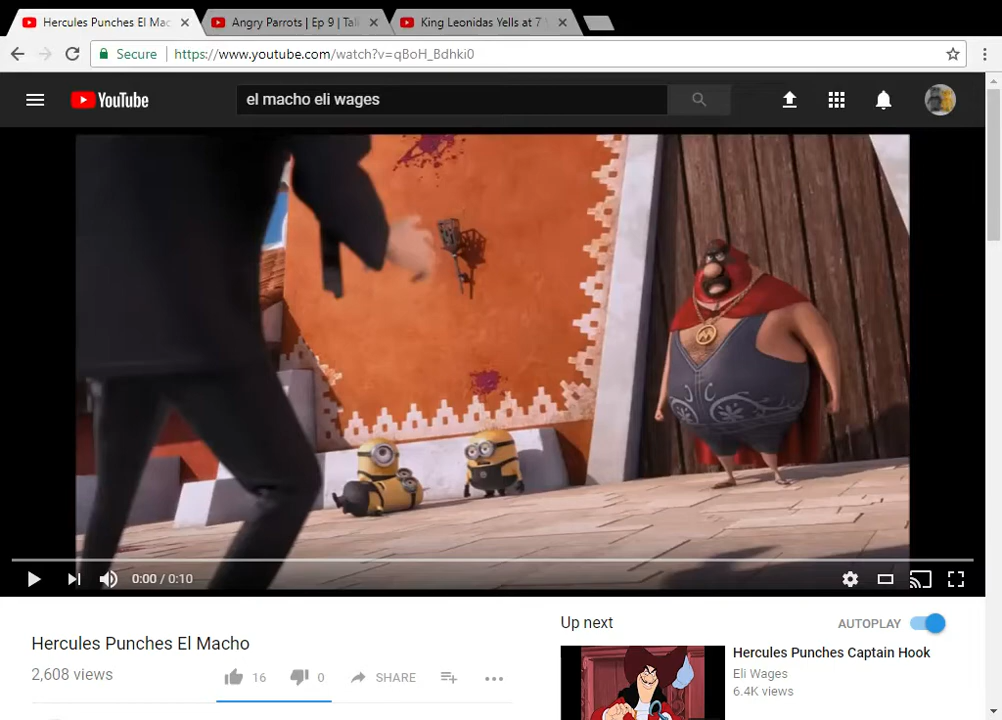 Hercules Punches El Mac
Angry Parrots | Ep 9 | Tal
King Leonidas Yells at 7
Secure https://www.youtube.com/watch?v=qBoH_Bdhki0
YouTube
el macho eli wages
0:00 / 0:10
Hercules Punches El Macho
2,608 views
16
0
SHARE
Up next
AUTOPLAY
Hercules Punches Captain Hook
Eli Wages
6.4K views